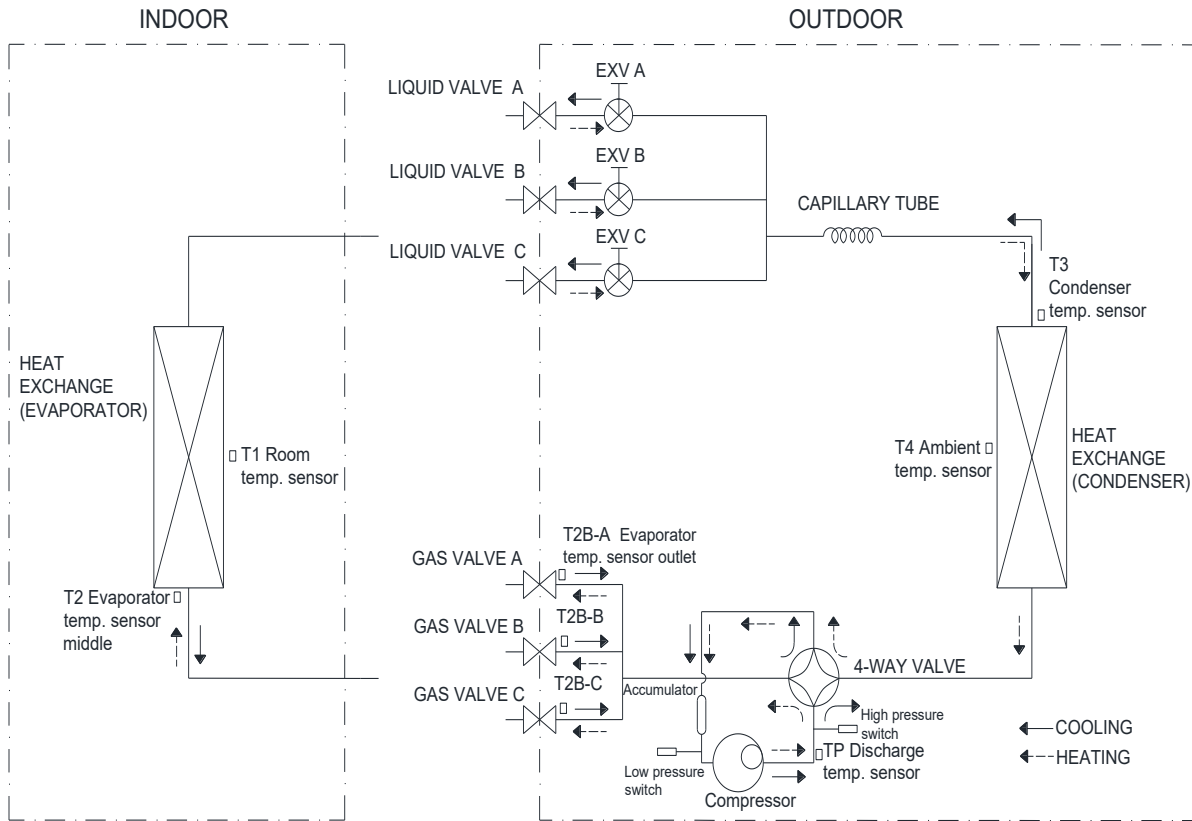 INDOOR
OUTDOOR
LIQUID VALVE A
EXV A
LIQUID VALVE B
EXV B
LIQUID VALVE C
EXV C
CAPILLARY TUBE
T3
Condenser
temp. sensor
HEAT
EXCHANGE
(EVAPORATOR)
T1 Room
temp. sensor
T4 Ambient
temp. sensor
HEAT
EXCHANGE
(CONDENSER)
T2 Evaporator
temp. sensor
middle
GAS VALVE A
T2B-A Evaporator
temp. sensor outlet
T2B-B
GAS VALVE B
T2B-C
GAS VALVE C
Accumulator
4-WAY VALVE
High pressure
switch
Low pressure
switch
TP Discharge
temp. sensor
Compressor
COOLING
HEATING